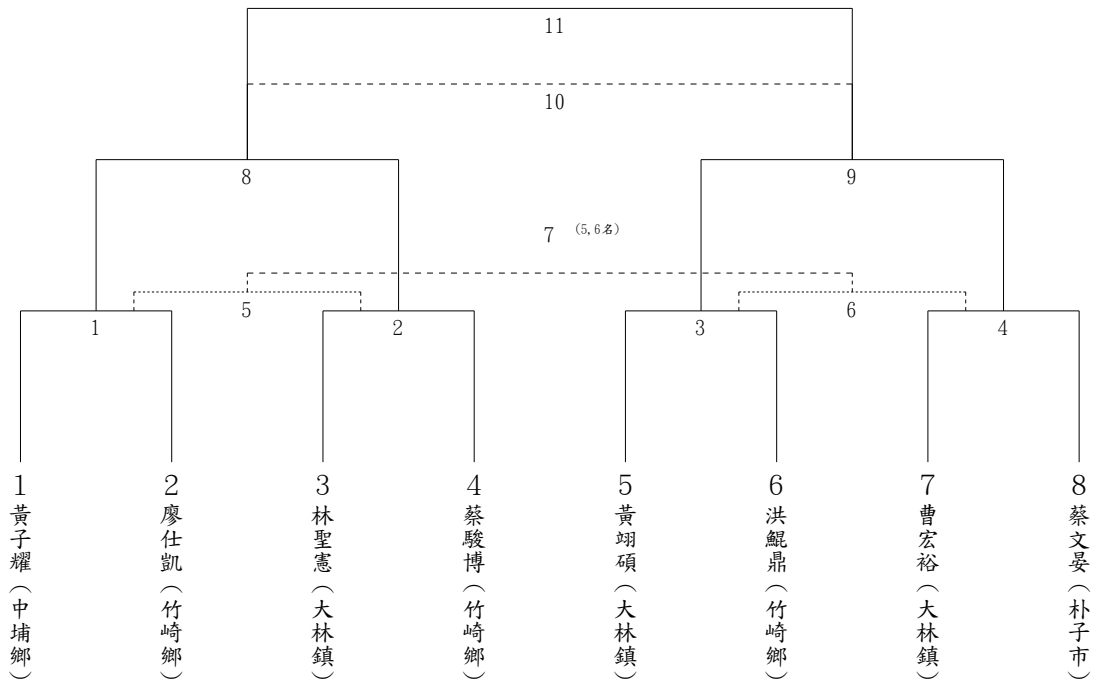 11
10
8
9
7 (5,6名)
5
6
1
2
3
4
1 黃子耀(中埔鄉)
2 廖仕凱(竹崎鄉)
3 林聖憲(大林鎮)
4 蔡駿博(竹崎鄉)
5 黃翊碩(大林鎮)
6 洪鯤鼎(竹崎鄉)
7 曹宏裕(大林鎮)
8 蔡文晏(朴子市)